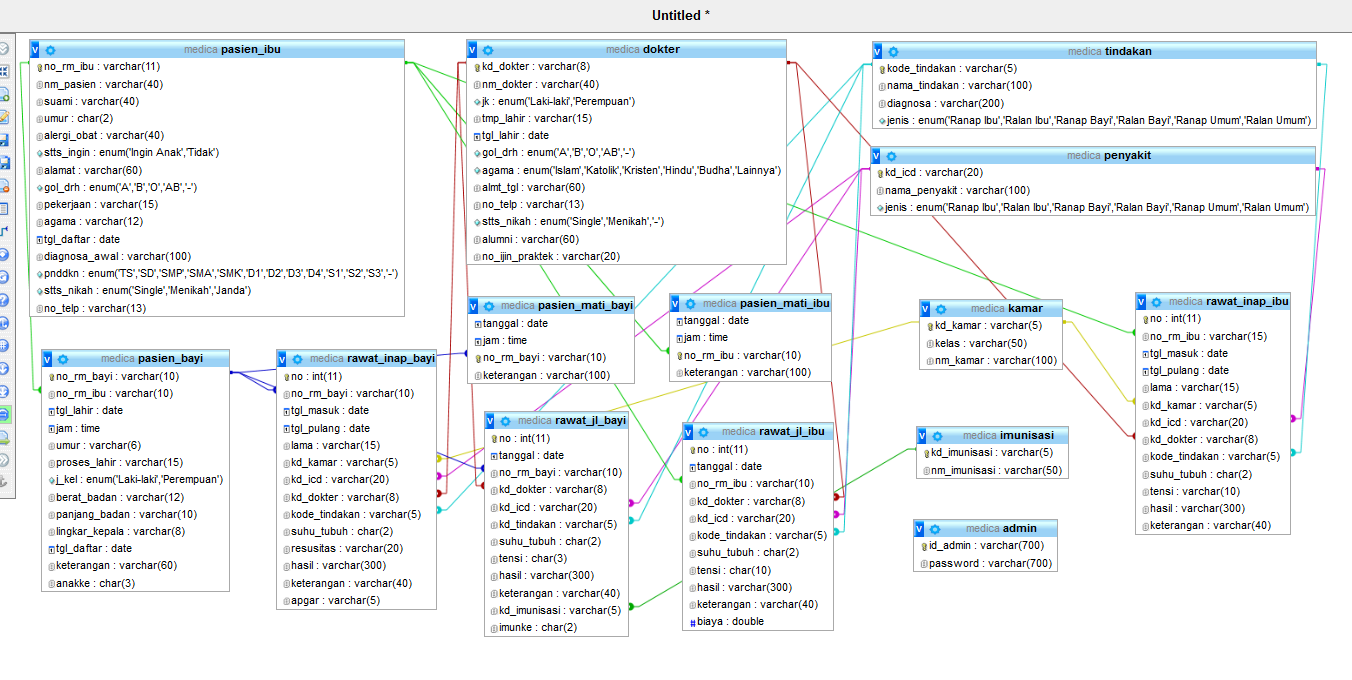 Untitled *
medica pasien_ibu
no_rm_ibu : varchar(11)
nm_pasien : varchar(40)
suami : varchar(40)
umur : char(2)
alergi_obat : varchar(40)
stts_ingin : enum('Ingin Anak','Tidak')
alamat : varchar(60)
gol_drh : enum('A','B','O','AB','-')
pekerjaan : varchar(15)
agama : varchar(12)
tgl_daftar : date
diagnosa_awal : varchar(100)
pnddkn : enum('TS','SD','SMP','SMA','SMK','D1','D2','D3','D4','S1','S2','S3','-')
stts_nikah : enum('Single','Menikah','Janda')
no_telp : varchar(13)
medica dokter
kd_dokter : varchar(8)
nm_dokter : varchar(40)
jk : enum('Laki-laki','Perempuan')
tmp_lahir : varchar(15)
tgl_lahir : date
gol_drh : enum('A','B','O','AB','-')
agama : enum('Islam','Katolik','Kristen','Hindu','Budha','Lainnya')
almt_tgl : varchar(60)
no_telp : varchar(13)
stts_nikah : enum('Single','Menikah','-')
alumni : varchar(60)
no_ijin_praktek : varchar(20)
medica tindakan
kode_tindakan : varchar(5)
nama_tindakan : varchar(100)
diagnosa : varchar(200)
jenis : enum('Ranap Ibu','Ralan Ibu','Ranap Bayi','Ralan Bayi','Ranap Umum','Ralan Umum')
medica penyakit
kd_icd : varchar(20)
nama_penyakit : varchar(100)
jenis : enum('Ranap Ibu','Ralan Ibu','Ranap Bayi','Ralan Bayi','Ranap Umum','Ralan Umum')
medica pasien_bayi
no_rm_bayi : varchar(10)
no_rm_ibu : varchar(10)
tgl_lahir : date
jam : time
umur : varchar(6)
proses_lahir : varchar(15)
j_kel : enum('Laki-laki','Perempuan')
berat_badan : varchar(12)
panjang_badan : varchar(10)
lingkar_kepala : varchar(8)
tgl_daftar : date
keterangan : varchar(60)
anakke : char(3)
medica rawat_inap_bayi
no : int(11)
no_rm_bayi : varchar(10)
tgl_masuk : date
tgl_pulang : date
lama : varchar(15)
kd_kamar : varchar(5)
kd_icd : varchar(20)
kd_dokter : varchar(8)
kode_tindakan : varchar(5)
suhu_tubuh : char(2)
resusitas : varchar(20)
hasil : varchar(300)
keterangan : varchar(40)
apgar : varchar(5)
medica pasien_mati_bayi
tanggal : date
jam : time
no_rm_bayi : varchar(10)
keterangan : varchar(100)
medica pasien_mati_ibu
tanggal : date
jam : time
no_rm_ibu : varchar(10)
keterangan : varchar(100)
medica rawat_jl_bayi
no : int(11)
tanggal : date
no_rm_bayi : varchar(10)
kd_dokter : varchar(8)
kd_icd : varchar(20)
kd_tindakan : varchar(5)
suhu_tubuh : char(2)
tensi : char(3)
hasil : varchar(300)
keterangan : varchar(40)
kd_imunisasi : varchar(5)
imunke : char(2)
medica rawat_jl_ibu
no : int(11)
tanggal : date
no_rm_ibu : varchar(10)
kd_dokter : varchar(8)
kd_icd : varchar(20)
kode_tindakan : varchar(5)
suhu_tubuh : char(2)
tensi : char(10)
hasil : varchar(300)
keterangan : varchar(40)
biaya : double
medica kamar
kd_kamar : varchar(5)
kelas : varchar(50)
nm_kamar : varchar(100)
medica imunisasi
kd_imunisasi : varchar(5)
nm_imunisasi : varchar(50)
medica admin
id_admin : varchar(700)
password : varchar(700)
medica rawat_inap_ibu
no : int(11)
no_rm_ibu : varchar(15)
tgl_masuk : date
tgl_pulang : date
lama : varchar(15)
kd_kamar : varchar(5)
kd_icd : varchar(20)
kd_dokter : varchar(8)
kode_tindakan : varchar(5)
suhu_tubuh : char(2)
tensi : varchar(10)
hasil : varchar(300)
keterangan : varchar(40)